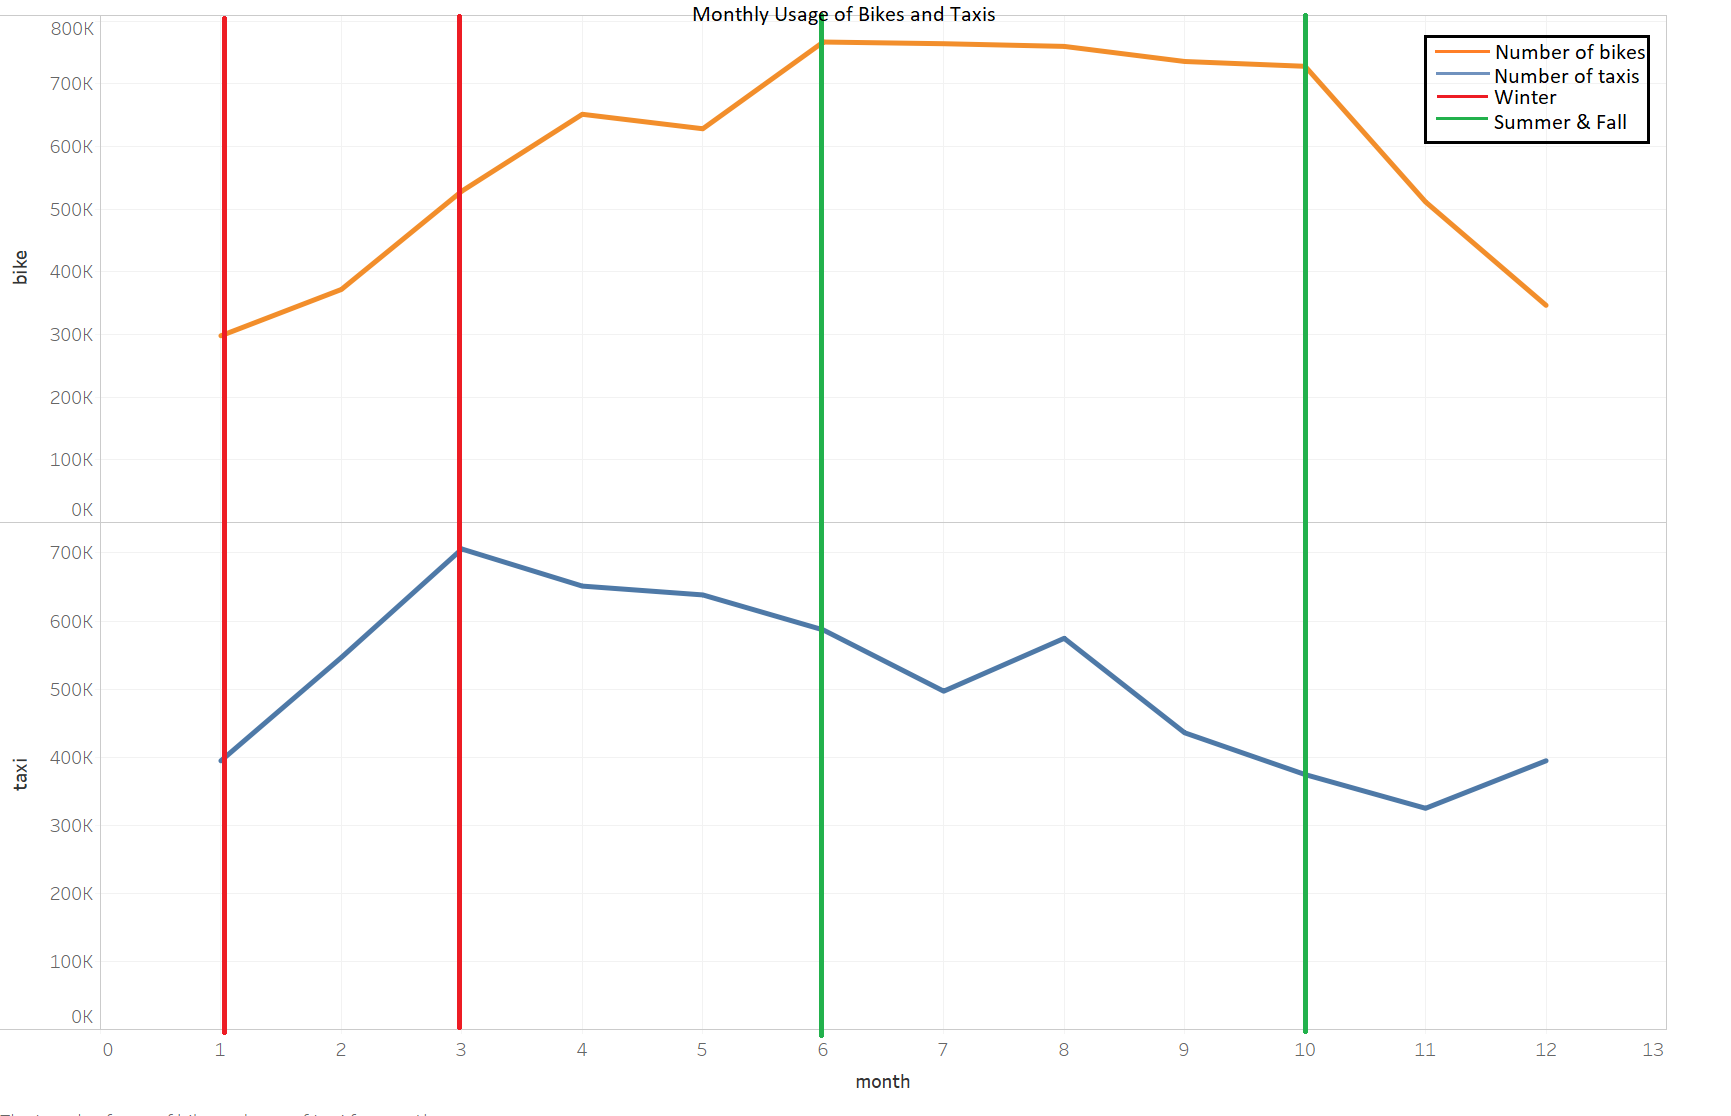 Monthly Usage of Bikes and Taxis
800K
700K
600K
500K
400K
300K
200K
100K
0K
bike
Number of bikes
Number of taxis
Winter
Summer & Fall
700K
600K
500K
400K
300K
200K
100K
0K
taxi
0 1 2 3 4 5 6 7 8 9 10 11 12 13
month